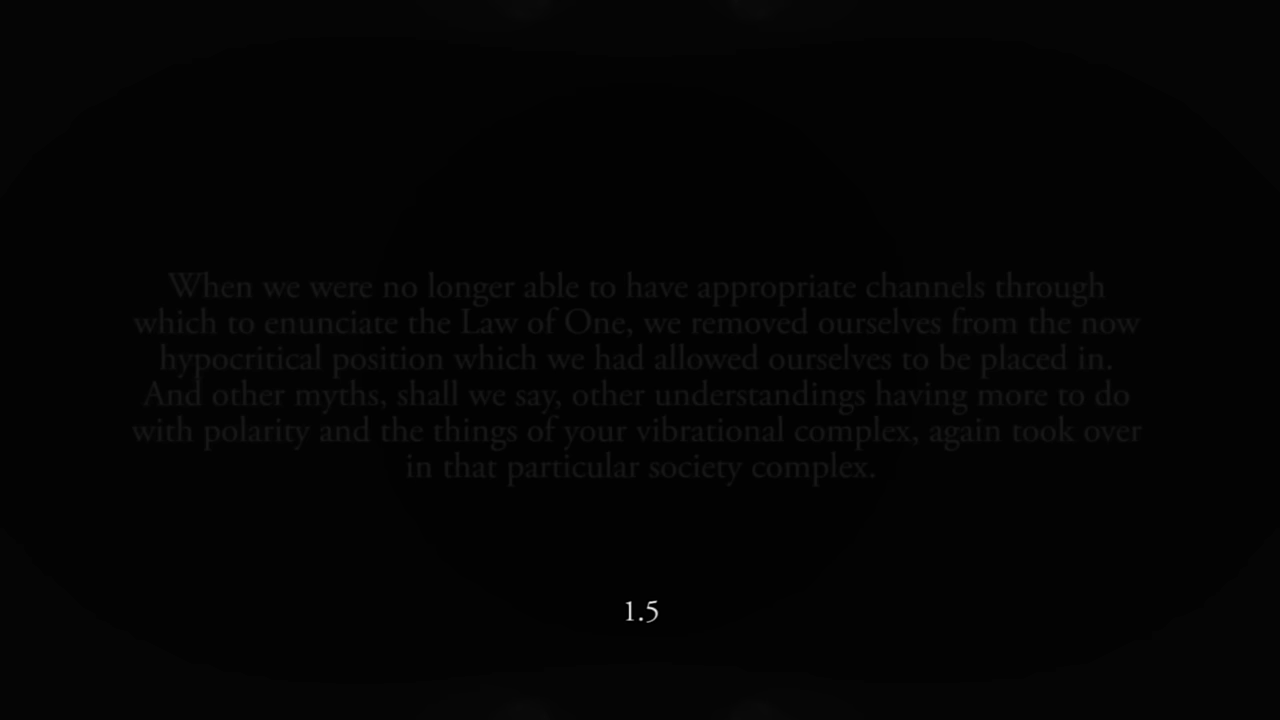 When we were no longer able to have appropriate channels through
which to enunciate the Law of One, we removed ourselves from the now
hypocritical position which we had allowed ourselves to be placed in.
And other myths, shall we say, other understandings having more to do
with polarity and the things of your vibrational complex, again took over
in that particular society complex.
1.5